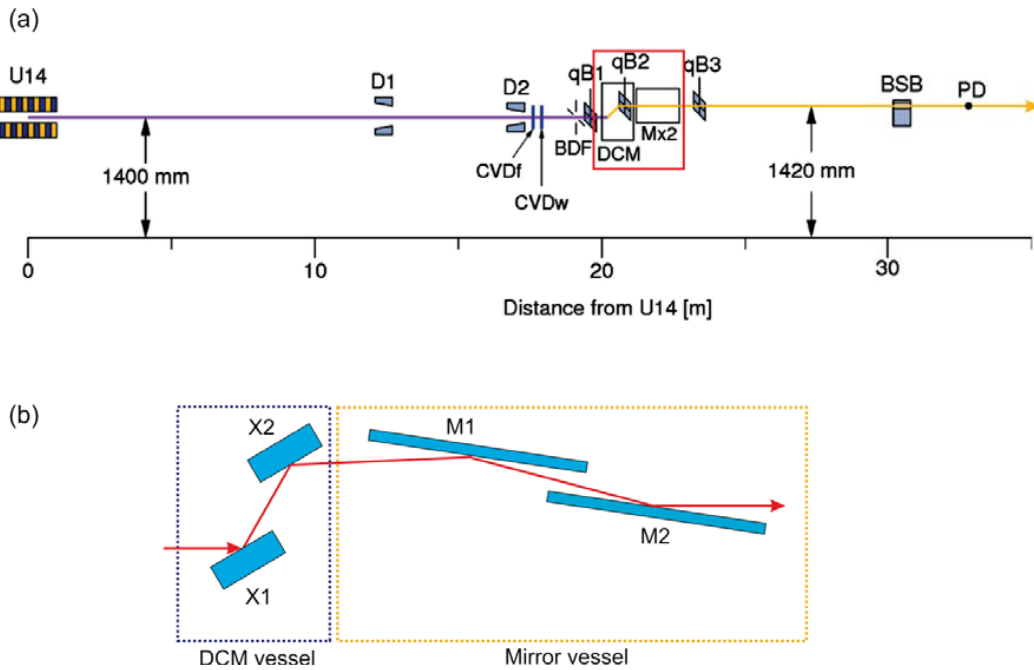 (a)
U14
D1
D2
qB1
qB2
qB3
BSB
PD
BDF
DCM
Mx2
CVDf
CVDw
1400 mm
1420 mm
0
10
20
30
Distance from U14 [m]
(b)
X2
M1
X1
M2
DCM vessel
Mirror vessel